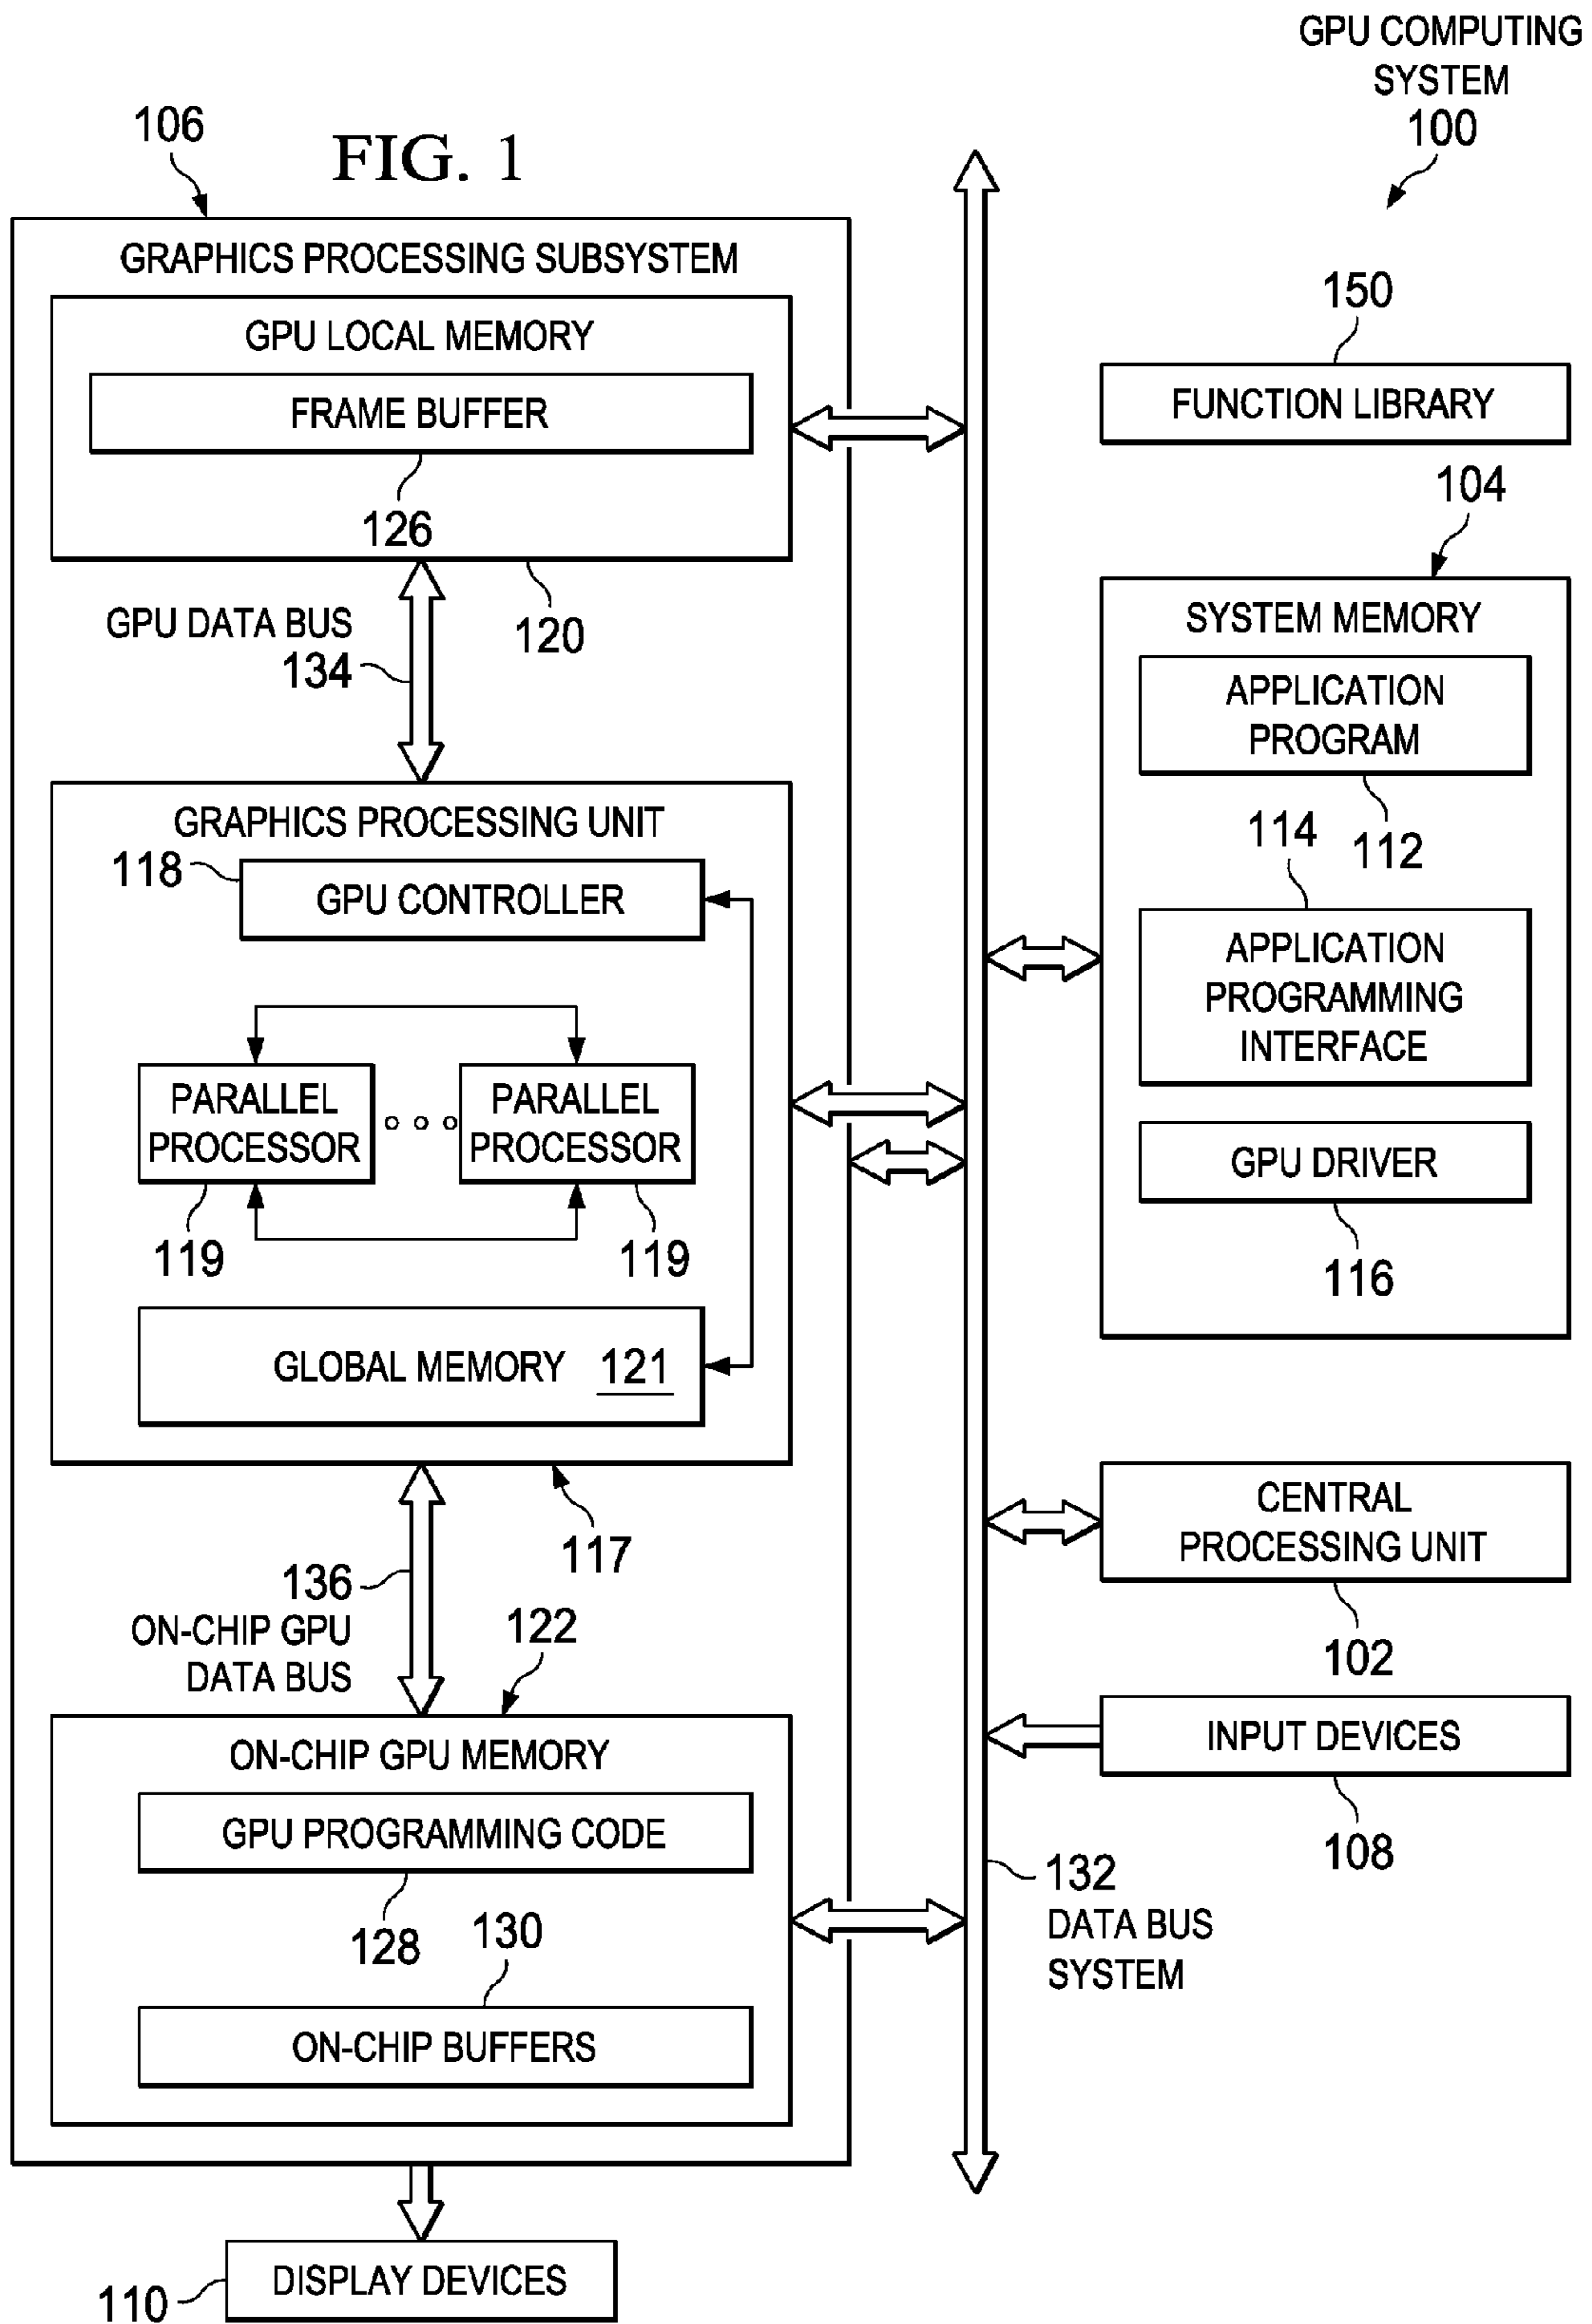 GPU COMPUTING
SYSTEM
100
106
FIG. 1
GRAPHICS PROCESSING SUBSYSTEM
GPU LOCAL MEMORY
FRAME BUFFER
126
120
GPU DATA BUS
134
GRAPHICS PROCESSING UNIT
118
GPU CONTROLLER
PARALLEL
PROCESSOR
PARALLEL
PROCESSOR
119
119
GLOBAL MEMORY 121
117
136
ON-CHIP GPU
DATA BUS
122
ON-CHIP GPU MEMORY
GPU PROGRAMMING CODE
128
130
ON-CHIP BUFFERS
110
DISPLAY DEVICES
150
FUNCTION LIBRARY
104
SYSTEM MEMORY
APPLICATION
PROGRAM
112
114
APPLICATION
PROGRAMMING
INTERFACE
GPU DRIVER
116
CENTRAL
PROCESSING UNIT
102
INPUT DEVICES
108
132
DATA BUS
SYSTEM